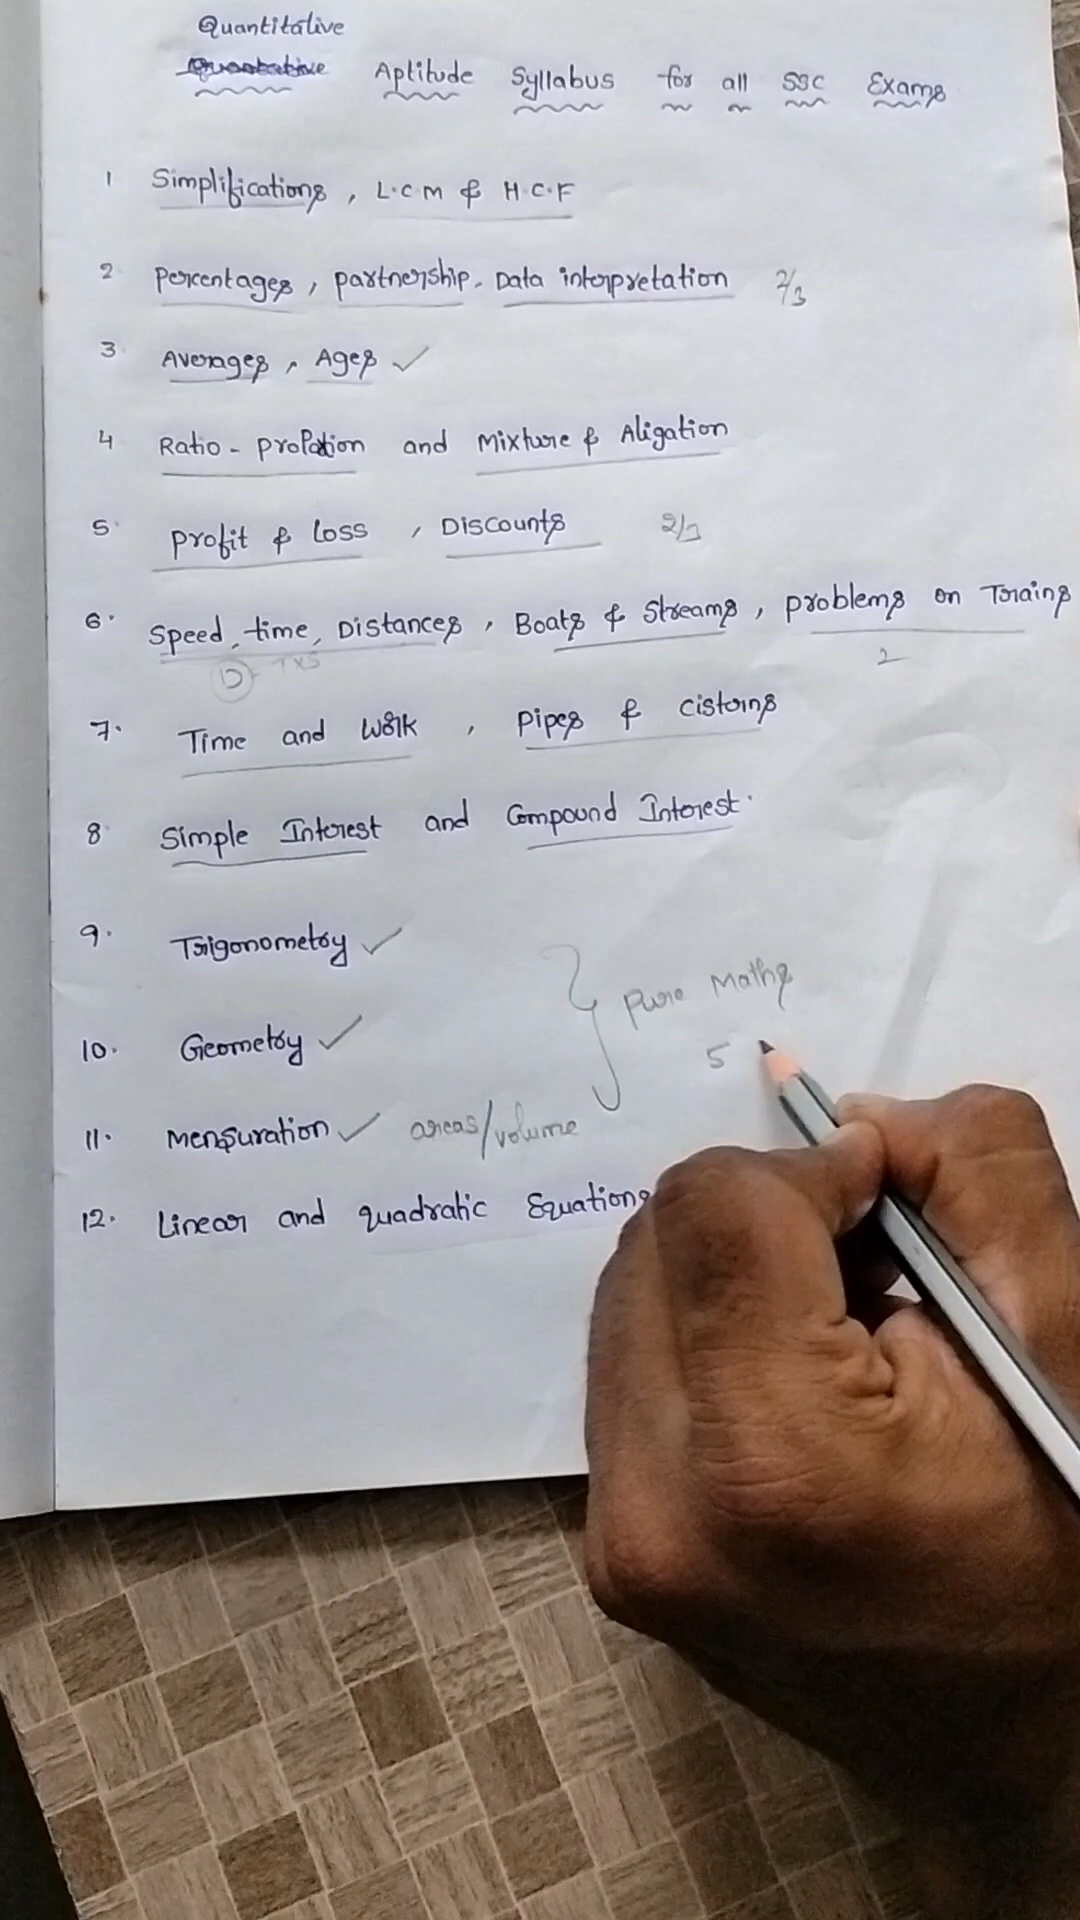 Quantitative
Aptitude Syllabus for all SSC Exams
1 Simplifications, L.C.M & H.C.F
2. Percentages, partnership, Data interpretation 2/3
3. Averages, Ages ✓
4 Ratio - Propotion and Mixture & Aligation
5. Profit & Loss, Discounts 2/3
6. Speed, time, Distances, Boats & Streams, problems on Trains
D = T×S 2
7. Time and Work, Pipes & cisterns
8. Simple Interest and Compound Interest.
9. Trigonometry ✓
Pure Maths
10. Geometry ✓
5
11. Mensuration ✓ areas/volume
12. Linear and quadratic Equations